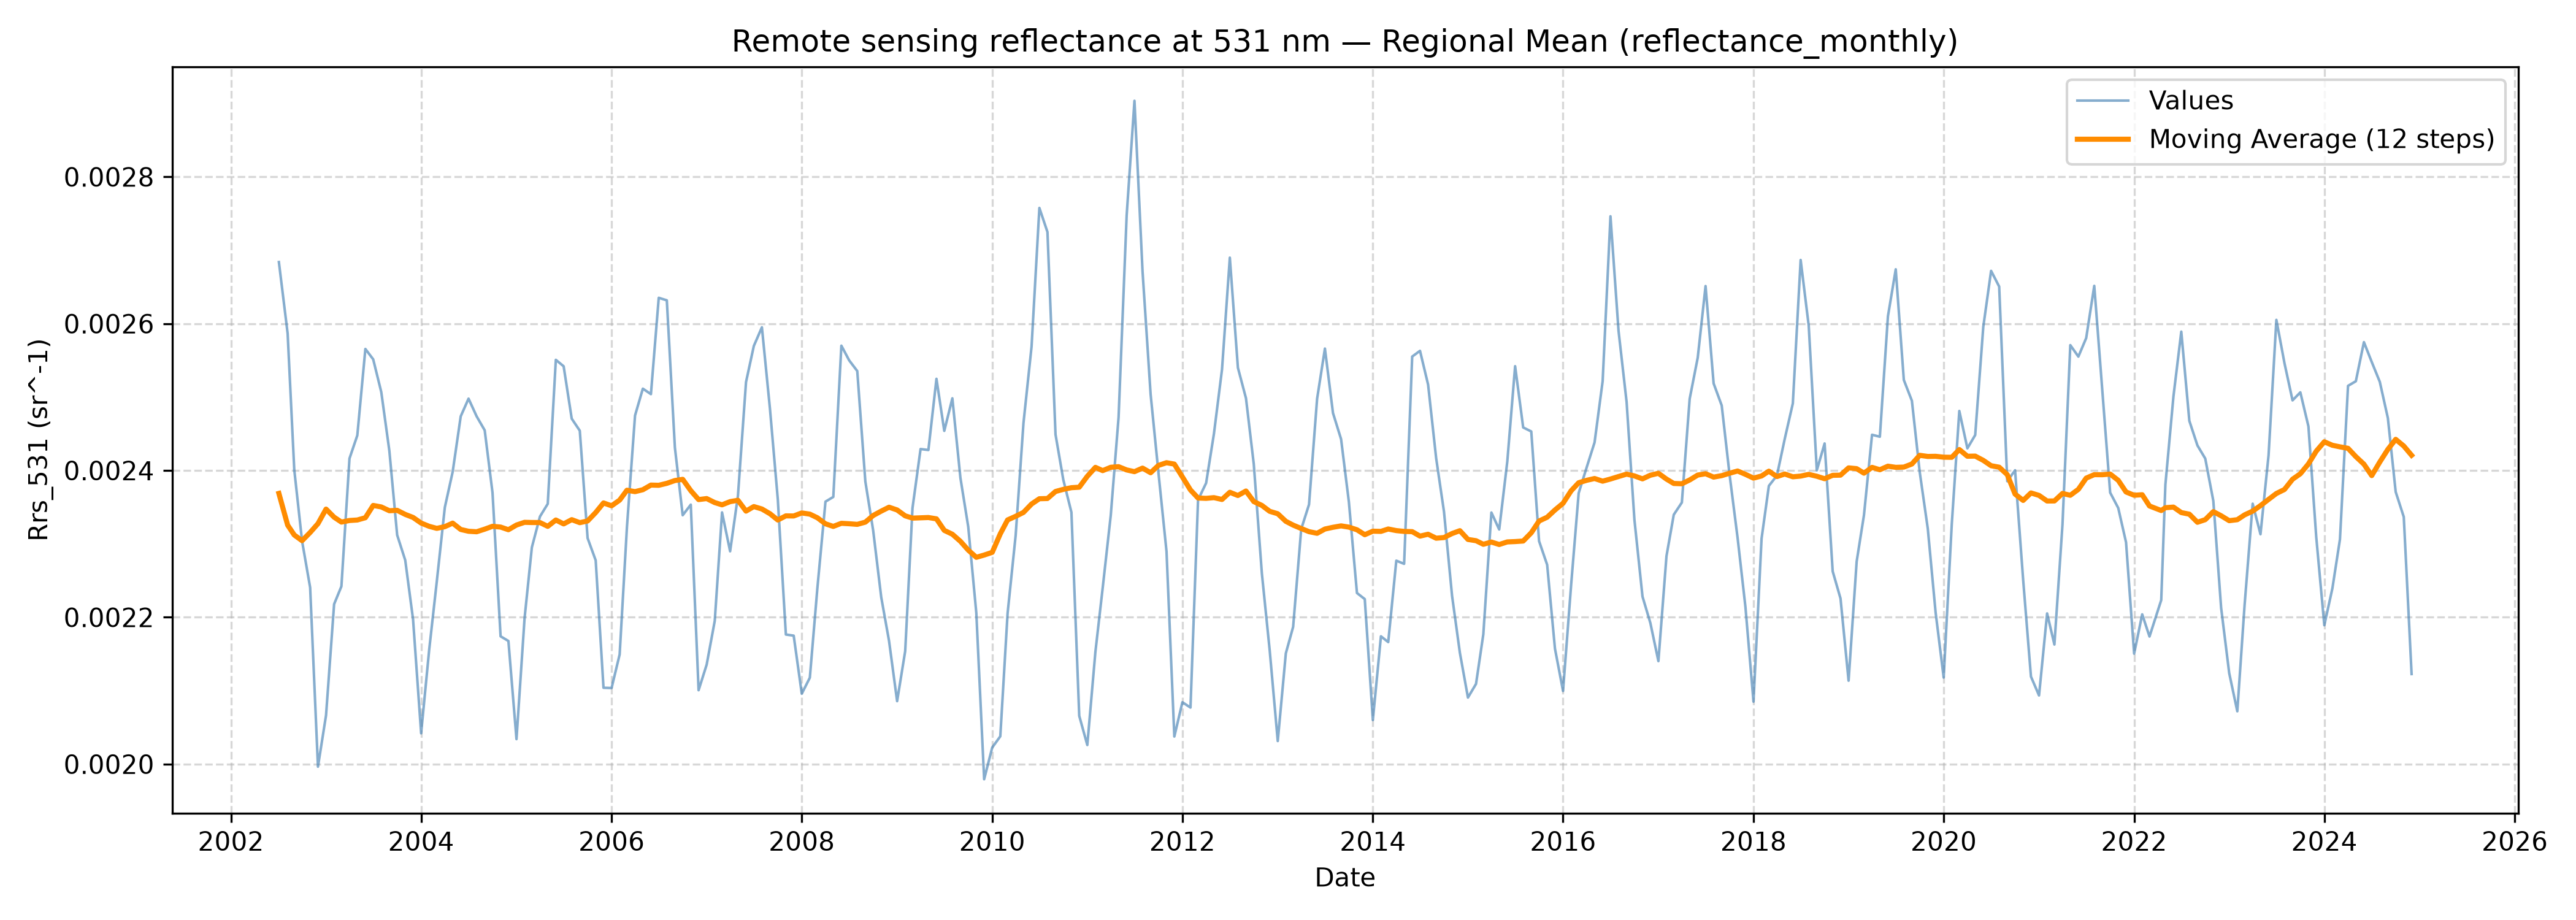 Remote sensing reflectance at 531 nm — Regional Mean (reflectance_monthly)
Values
Moving Average (12 steps)
Rrs_531 (sr^-1)
0.0028
0.0026
0.0024
0.0022
0.0020
2002 2004 2006 2008 2010 2012 2014 2016 2018 2020 2022 2024 2026
Date